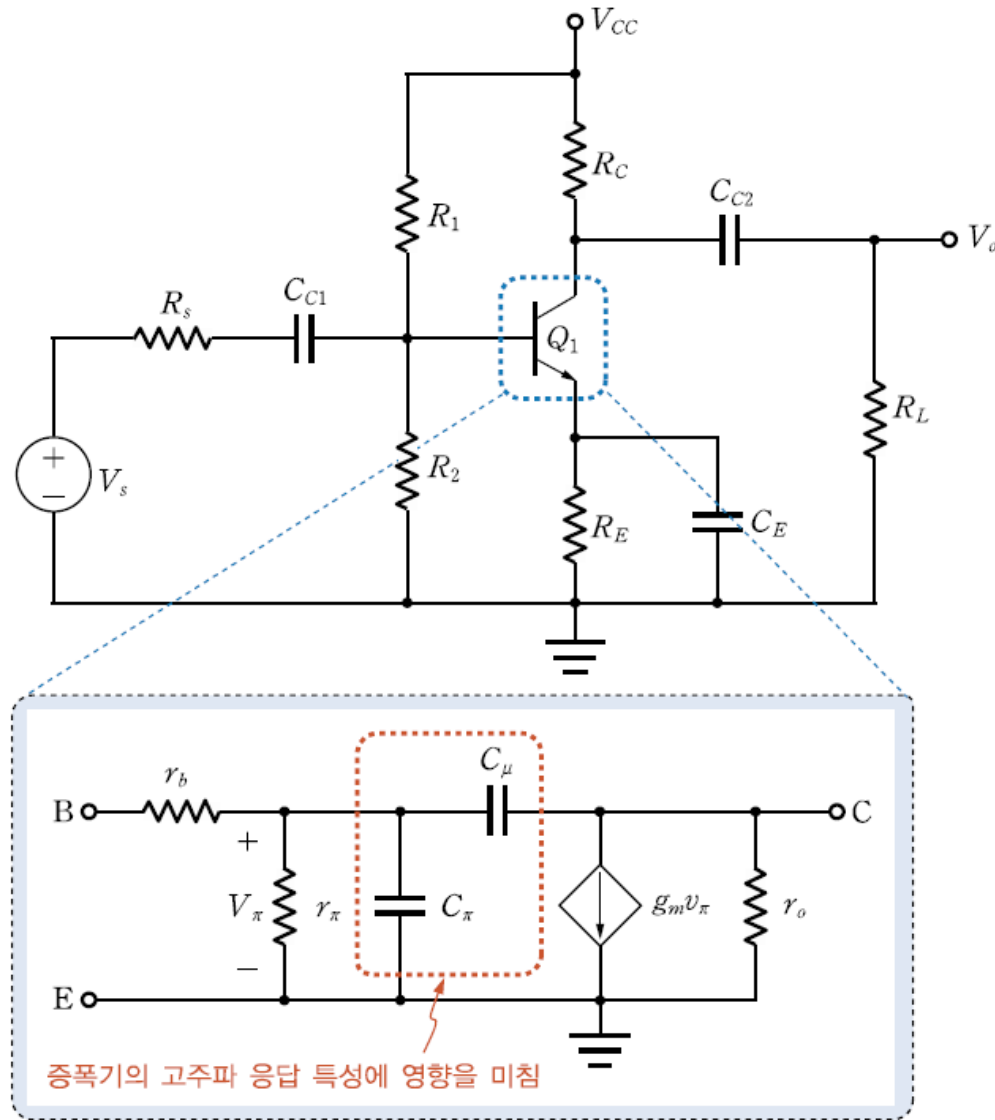 V_CC
R_C
C_C2
R_1
V_o
C_C1
R_s
Q_1
R_L
+
R_2
V_s
−
R_E
C_E
C_μ
r_b
B
C
+
V_π
r_π
C_π
g_m v_π
r_o
−
E
증폭기의 고주파 응답 특성에 영향을 미침